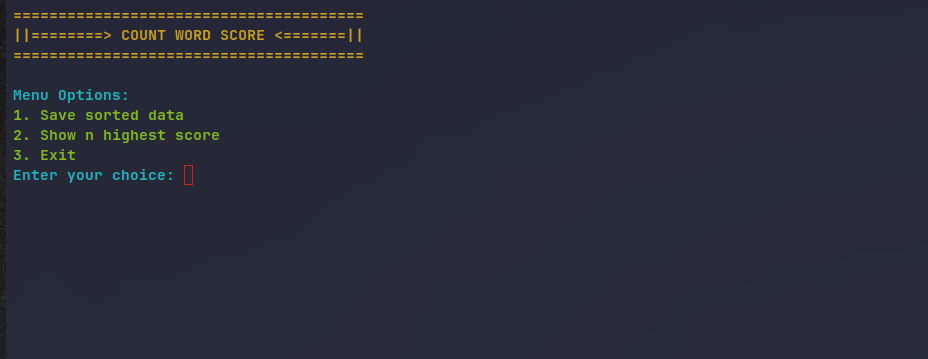 =======================================
||========> COUNT WORD SCORE <=======||
=======================================
Menu Options:
1. Save sorted data
2. Show n highest score
3. Exit
Enter your choice: